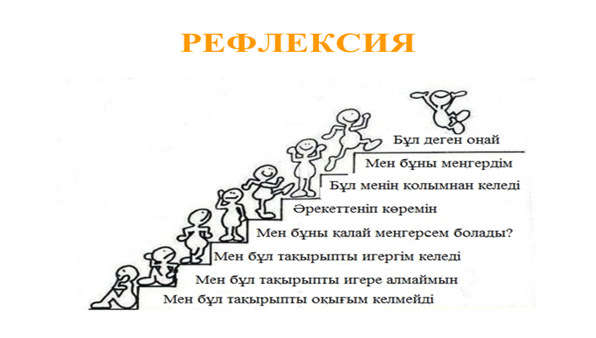 РЕФЛЕКСИЯ
Бұл деген оңай
Мен бұны меңгердім
Бұл менің қолымнан келеді
Әрекеттеніп көремін
Мен бұны қалай меңгерсем болады?
Мен бұл тақырыпты игергім келеді
Мен бұл тақырыпты игере алмаймын
Мен бұл тақырыпты оқығым келмейді